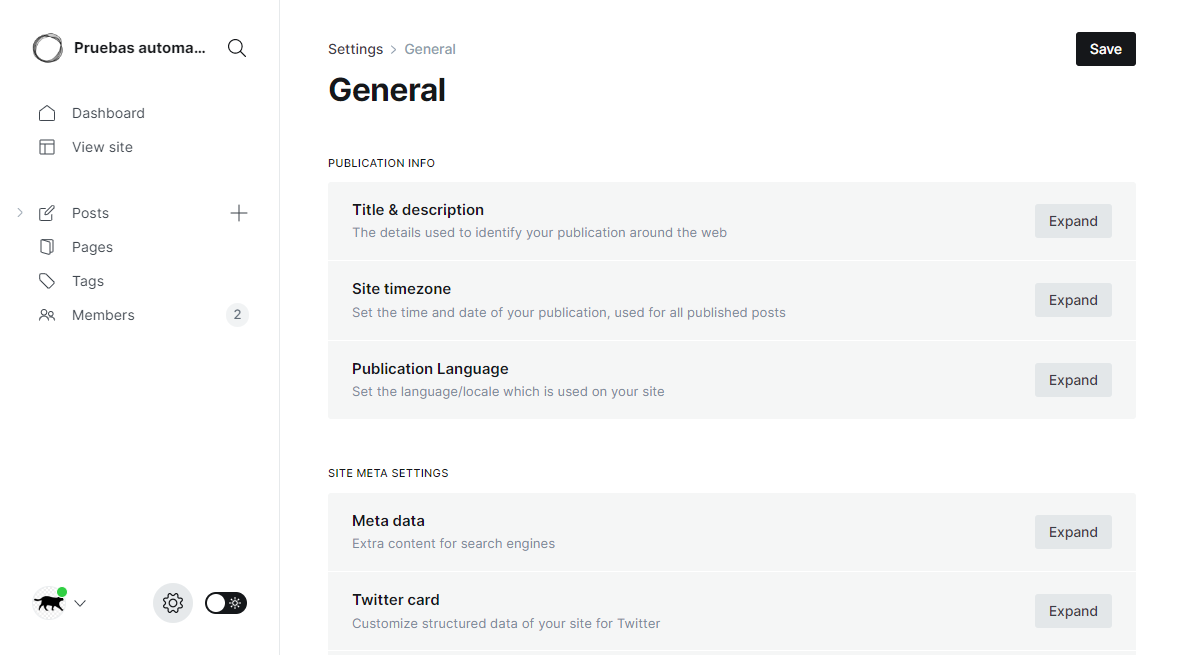 Pruebas automa...
Dashboard
View site
Posts
Pages
Tags
Members
2
Settings
General
Save
General
PUBLICATION INFO
Title & description
The details used to identify your publication around the web
Expand
Site timezone
Set the time and date of your publication, used for all published posts
Expand
Publication Language
Set the language/locale which is used on your site
Expand
SITE META SETTINGS
Meta data
Extra content for search engines
Expand
Twitter card
Customize structured data of your site for Twitter
Expand